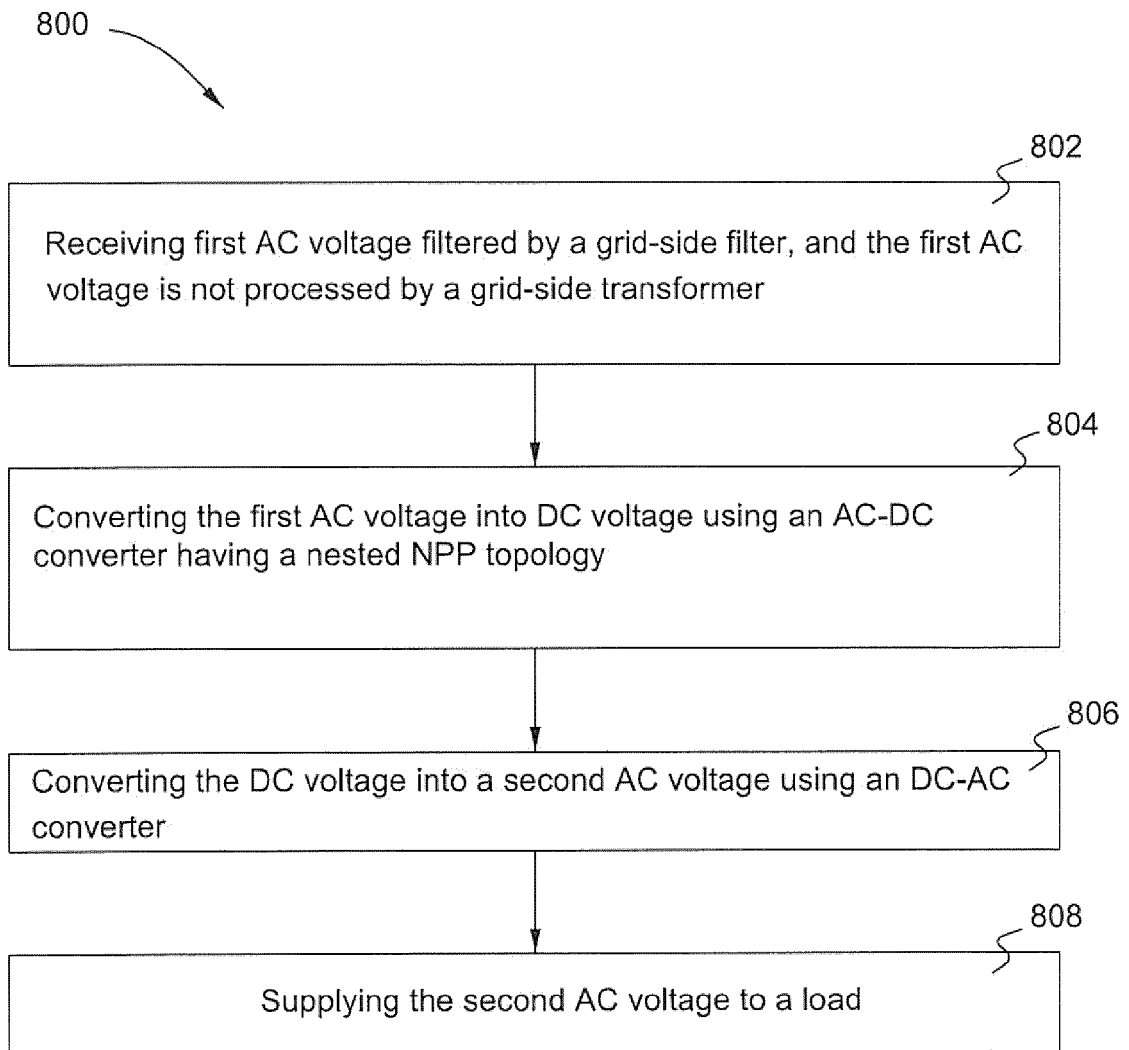 800
802
Receiving first AC voltage filtered by a grid-side filter, and the first AC
voltage is not processed by a grid-side transformer
804
Converting the first AC voltage into DC voltage using an AC-DC
converter having a nested NPP topology
806
Converting the DC voltage into a second AC voltage using an DC-AC
converter
808
Supplying the second AC voltage to a load